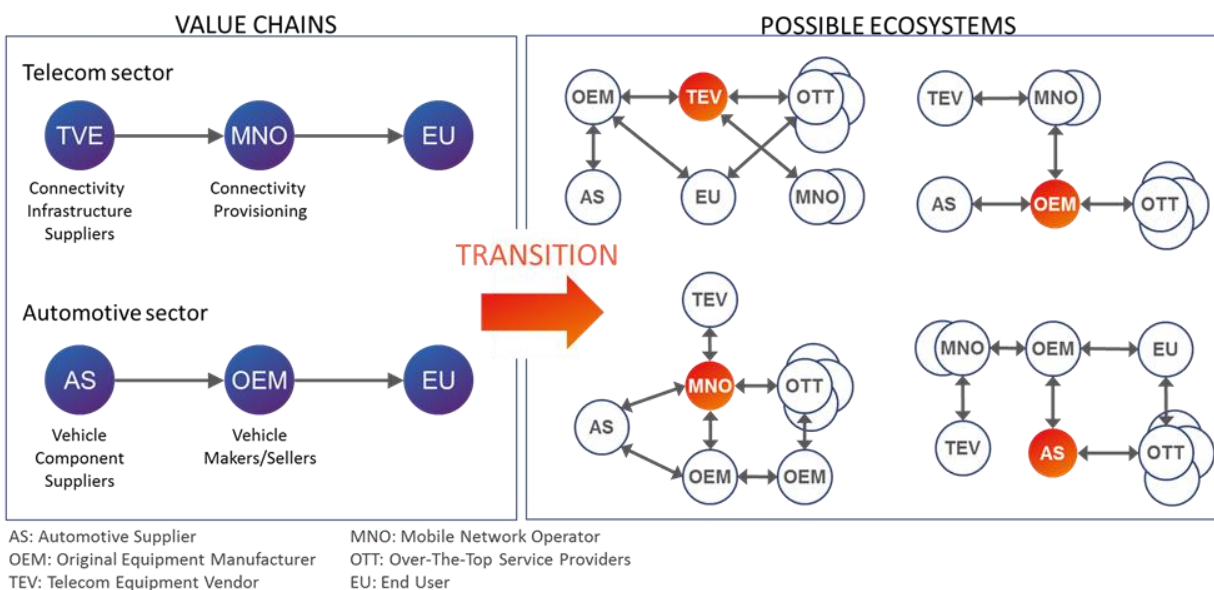 VALUE CHAINS
Telecom sector
TVE
MNO
EU
Connectivity
Infrastructure
Suppliers
Connectivity
Provisioning
Automotive sector
AS
OEM
EU
Vehicle
Component
Suppliers
Vehicle
Makers/Sellers
TRANSITION
POSSIBLE ECOSYSTEMS
OEM
TEV
OTT
AS
EU
MNO
TEV
MNO
AS
OEM
OTT
TEV
MNO
OTT
AS
OEM
OEM
MNO
OEM
EU
TEV
AS
OTT
AS: Automotive Supplier
OEM: Original Equipment Manufacturer
TEV: Telecom Equipment Vendor
MNO: Mobile Network Operator
OTT: Over-The-Top Service Providers
EU: End User